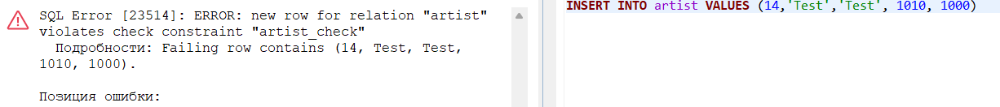 SQL Error [23514]: ERROR: new row for relation "artist"
violates check constraint "artist_check"
Подробности: Failing row contains (14, Test, Test,
1010, 1000).
Позиция ошибки:
INSERT INTO artist VALUES (14,'Test','Test', 1010, 1000)